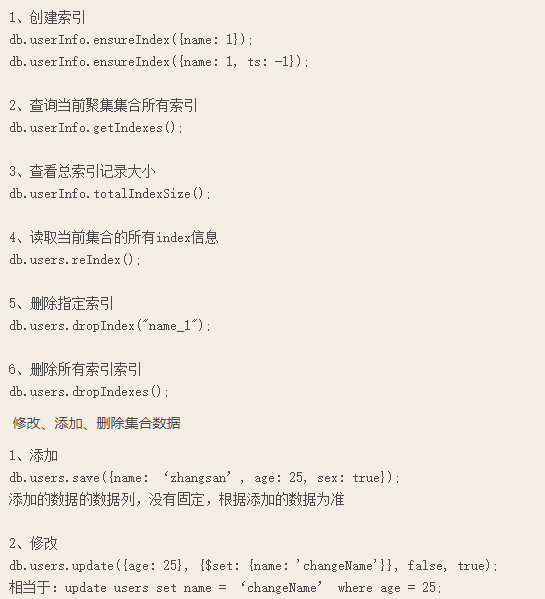 1、创建索引
db.userInfo.ensureIndex({name: 1});
db.userInfo.ensureIndex({name: 1, ts: -1});
2、查询当前聚集集合所有索引
db.userInfo.getIndexes();
3、查看总索引记录大小
db.userInfo.totalIndexSize();
4、读取当前集合的所有index信息
db.users.reIndex();
5、删除指定索引
db.users.dropIndex("name_1");
6、删除所有索引索引
db.users.dropIndexes();
修改、添加、删除集合数据
1、添加
db.users.save({name: ‘zhangsan’, age: 25, sex: true});
添加的数据的数据列，没有固定，根据添加的数据为准
2、修改
db.users.update({age: 25}, {$set: {name: 'changeName'}}, false, true);
相当于：update users set name = ‘changeName’ where age = 25;